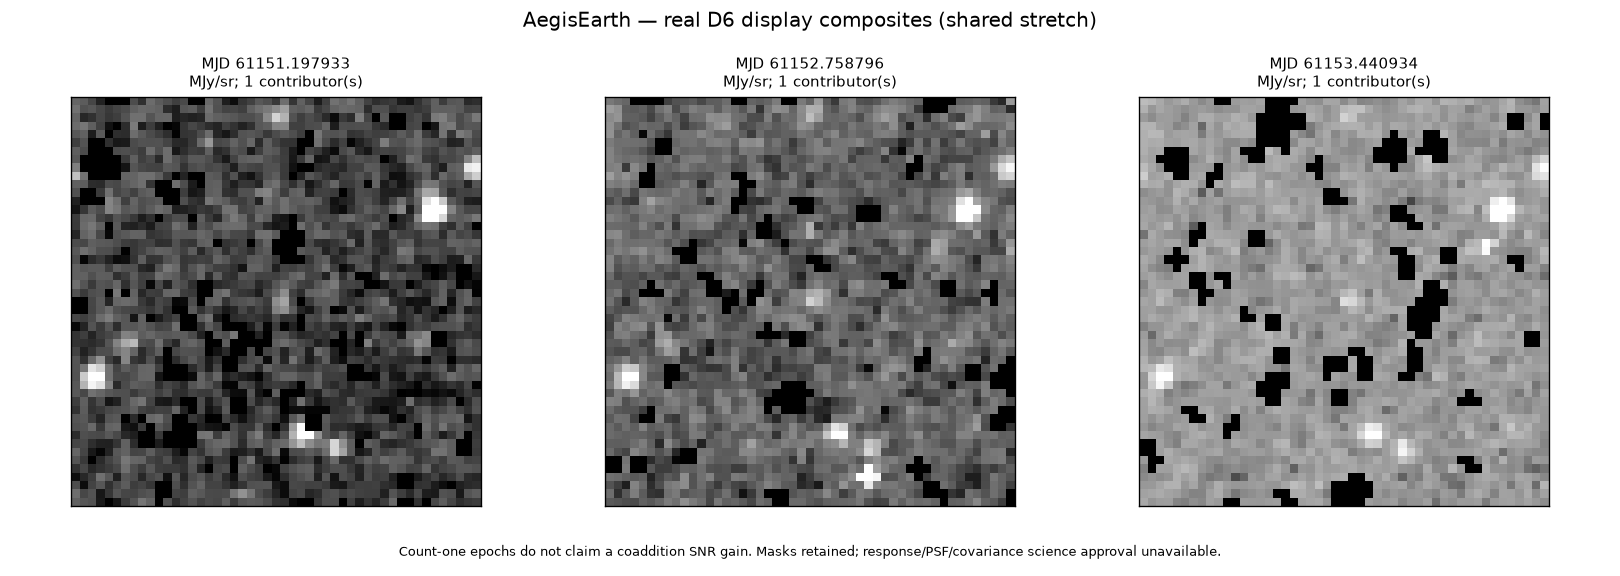 AegisEarth — real D6 display composites (shared stretch)
MJD 61151.197933
MJy/sr; 1 contributor(s)
MJD 61152.758796
MJy/sr; 1 contributor(s)
MJD 61153.440934
MJy/sr; 1 contributor(s)
Count-one epochs do not claim a coaddition SNR gain. Masks retained; response/PSF/covariance science approval unavailable.